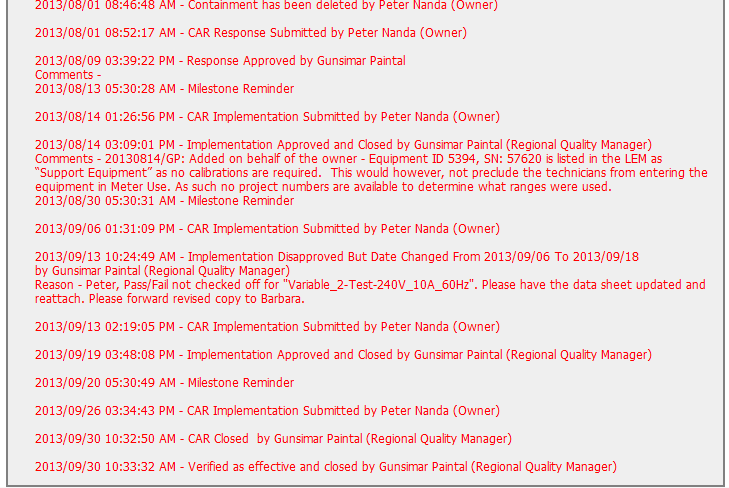 2013/08/01 08:46:48 AM - Containment has been deleted by Peter Nanda (Owner)
2013/08/01 08:52:17 AM - CAR Response Submitted by Peter Nanda (Owner)
2013/08/09 03:39:22 PM - Response Approved by Gunsimar Paintal
Comments -
2013/08/13 05:30:28 AM - Milestone Reminder
2013/08/14 01:26:56 PM - CAR Implementation Submitted by Peter Nanda (Owner)
2013/08/14 03:09:01 PM - Implementation Approved and Closed by Gunsimar Paintal (Regional Quality Manager)
Comments - 20130814/GP: Added on behalf of the owner - Equipment ID 5394, SN: 57620 is listed in the LEM as
“Support Equipment” as no calibrations are required.  This would however, not preclude the technicians from entering the
equipment in Meter Use. As such no project numbers are available to determine what ranges were used.
2013/08/30 05:30:31 AM - Milestone Reminder
2013/09/06 01:31:09 PM - CAR Implementation Submitted by Peter Nanda (Owner)
2013/09/13 10:24:49 AM - Implementation Disapproved But Date Changed From 2013/09/06 To 2013/09/18
by Gunsimar Paintal (Regional Quality Manager)
Reason - Peter, Pass/Fail not checked off for "Variable_2-Test-240V_10A_60Hz". Please have the data sheet updated and
reattach. Please forward revised copy to Barbara.
2013/09/13 02:19:05 PM - CAR Implementation Submitted by Peter Nanda (Owner)
2013/09/19 03:48:08 PM - Implementation Approved and Closed by Gunsimar Paintal (Regional Quality Manager)
2013/09/20 05:30:49 AM - Milestone Reminder
2013/09/26 03:34:43 PM - CAR Implementation Submitted by Peter Nanda (Owner)
2013/09/30 10:32:50 AM - CAR Closed  by Gunsimar Paintal (Regional Quality Manager)
2013/09/30 10:33:32 AM - Verified as effective and closed by Gunsimar Paintal (Regional Quality Manager)